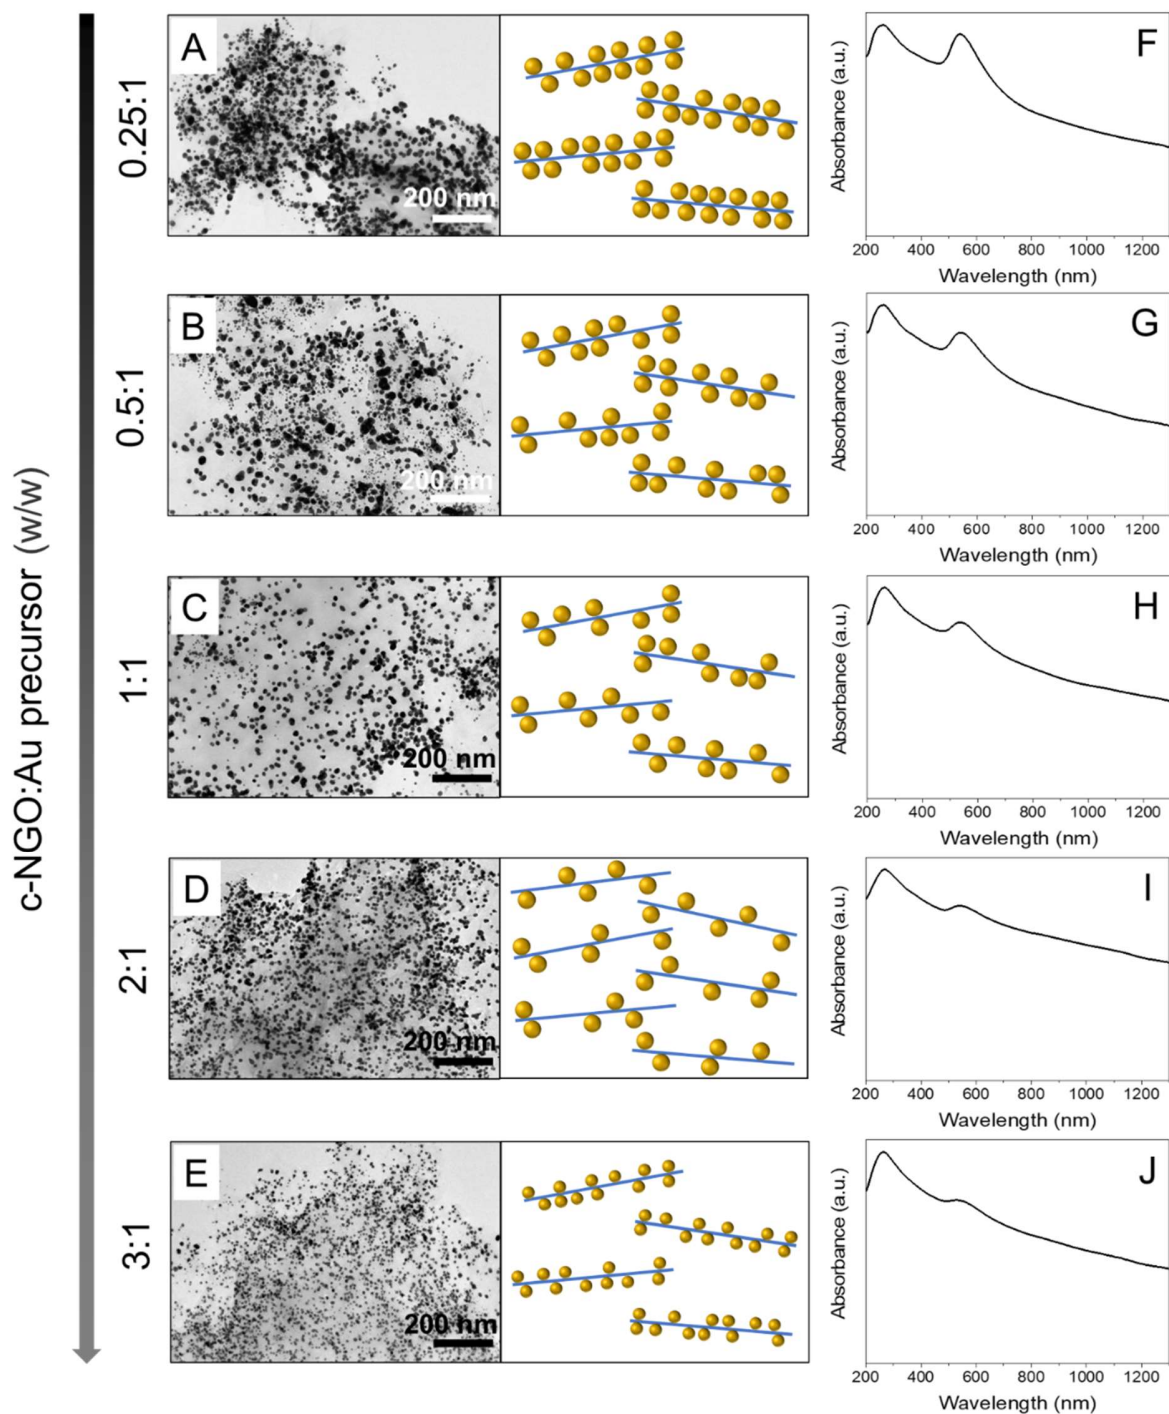 c-NGO:Au precursor (w/w)
0.25:1
A
200 nm
F
Absorbance (a.u.)
200 400 600 800 1000 1200
Wavelength (nm)
0.5:1
B
200 nm
G
Absorbance (a.u.)
200 400 600 800 1000 1200
Wavelength (nm)
1:1
C
200 nm
H
Absorbance (a.u.)
200 400 600 800 1000 1200
Wavelength (nm)
2:1
D
200 nm
I
Absorbance (a.u.)
200 400 600 800 1000 1200
Wavelength (nm)
3:1
E
200 nm
J
Absorbance (a.u.)
200 400 600 800 1000 1200
Wavelength (nm)